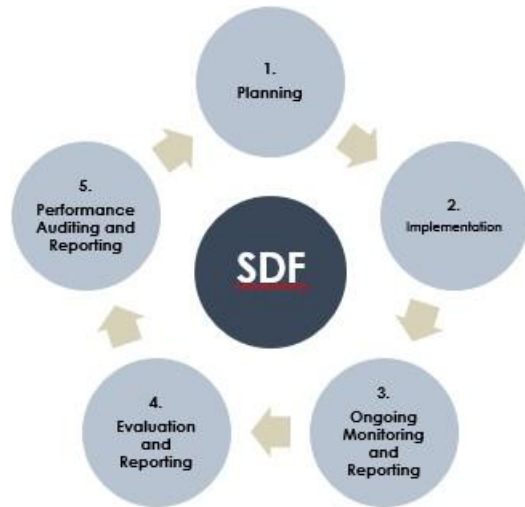 1.
Planning
2.
Implementation
3.
Ongoing
Monitoring
and
Reporting
4.
Evaluation
and
Reporting
5.
Performance
Auditing and
Reporting
SDF